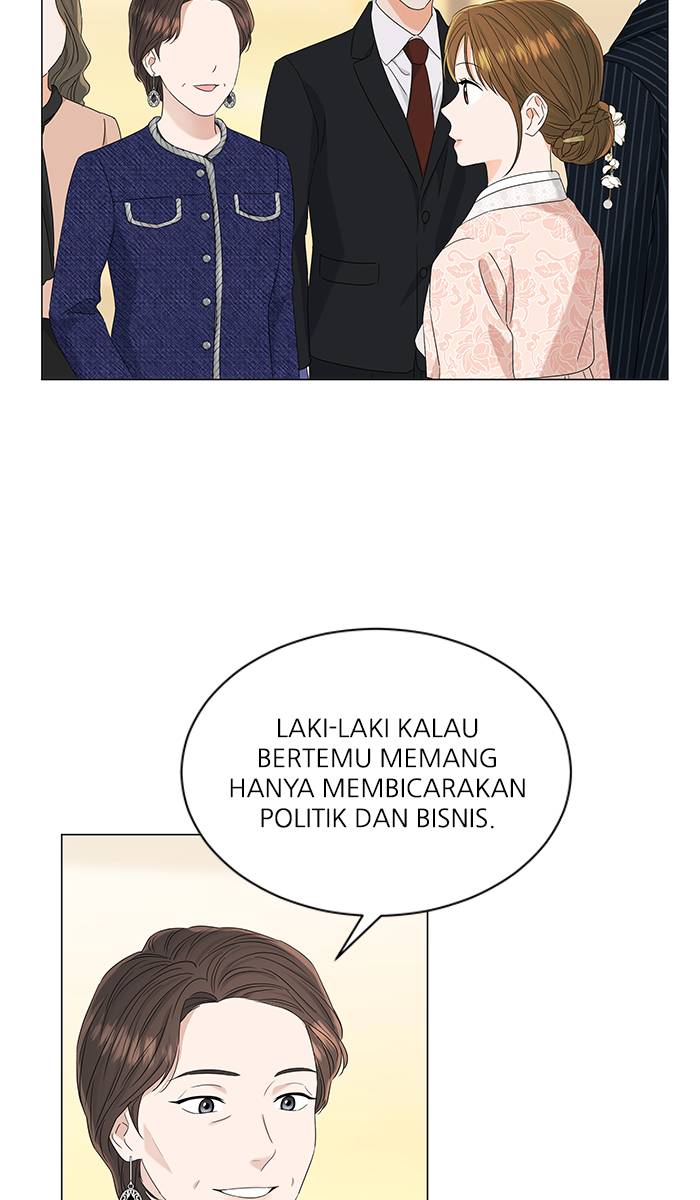 LAKI-LAKI KALAU
BERTEMU MEMANG
HANYA MEMBICARAKAN
POLITIK DAN BISNIS.